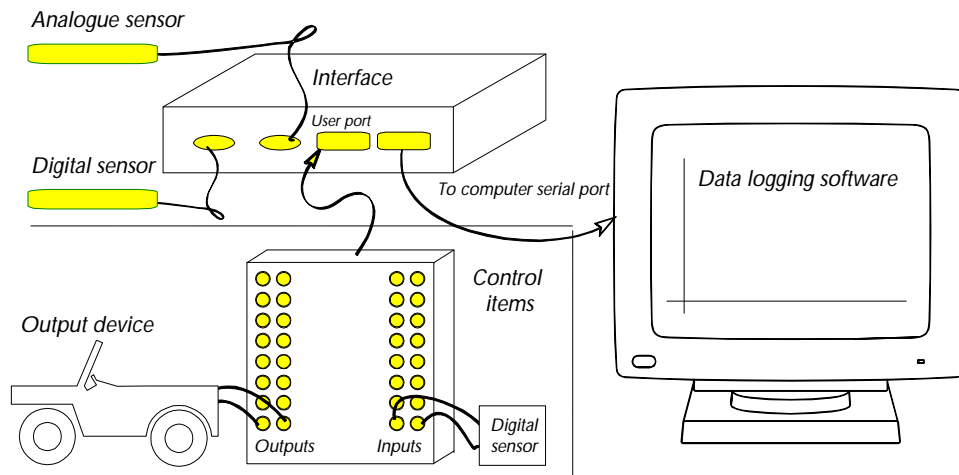 Analogue sensor
Interface
User port
Digital sensor
To computer serial port
Data logging software
Control
items
Output device
Outputs
Inputs
Digital
sensor